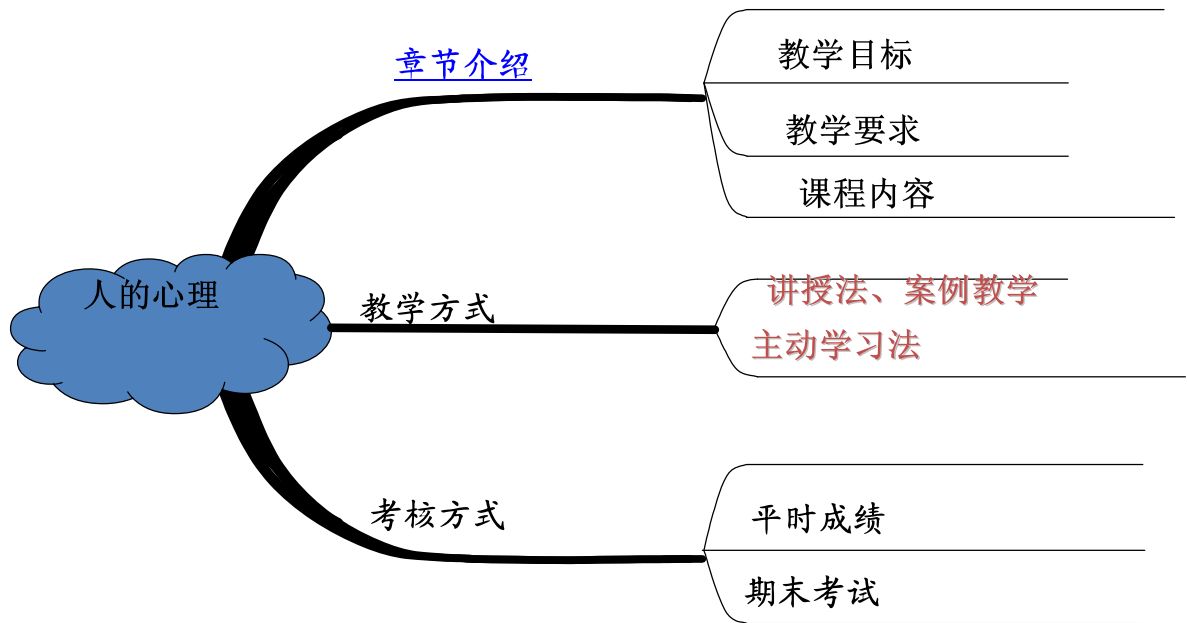 人的心理
章节介绍
教学目标
教学要求
课程内容
教学方式
讲授法、案例教学
主动学习法
考核方式
平时成绩
期末考试